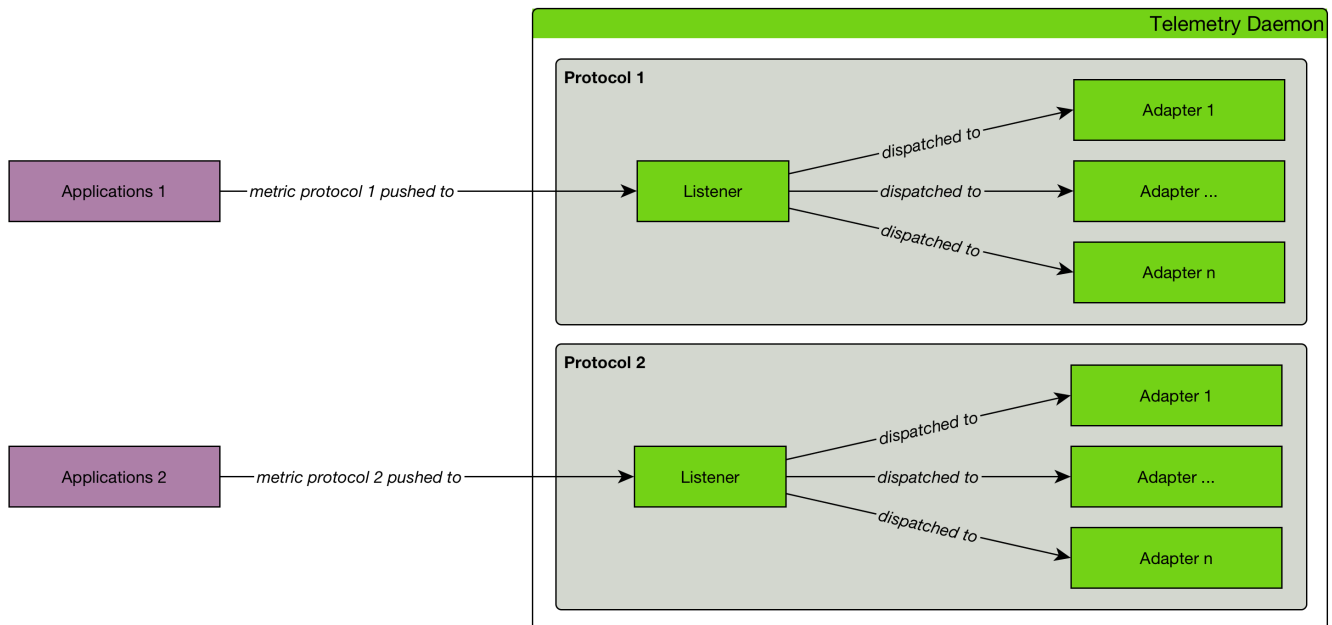 Telemetry Daemon
Protocol 1
Applications 1
metric protocol 1 pushed to
Listener
dispatched to
dispatched to
dispatched to
Adapter 1
Adapter ...
Adapter n
Protocol 2
Applications 2
metric protocol 2 pushed to
Listener
dispatched to
dispatched to
dispatched to
Adapter 1
Adapter ...
Adapter n